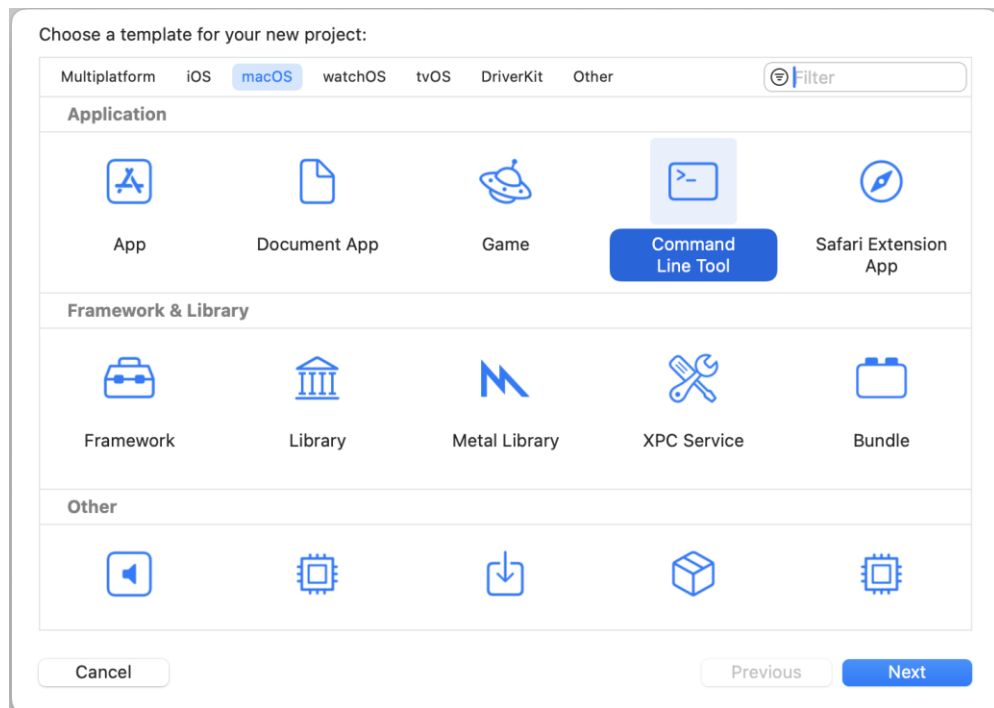 Choose a template for your new project:
Multiplatform iOS macOS watchOS tvOS DriverKit Other Filter
Application
App Document App Game Command Line Tool Safari Extension App
Framework & Library
Framework Library Metal Library XPC Service Bundle
Other
Cancel Previous Next